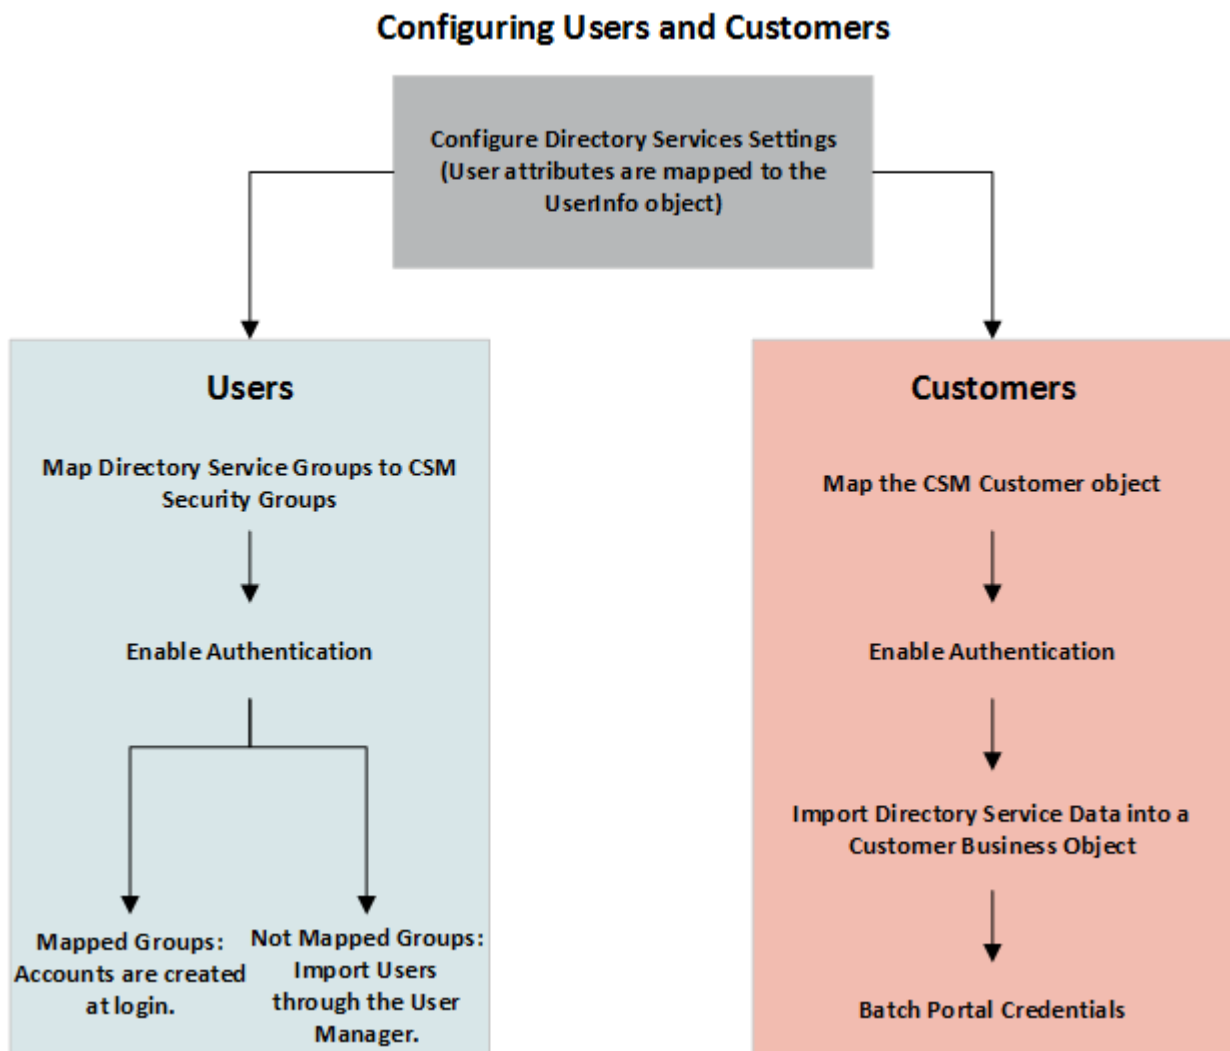 Configuring Users and Customers
Configure Directory Services Settings
(User attributes are mapped to the
UserInfo object)
Users
Map Directory Service Groups to CSM
Security Groups
Enable Authentication
Mapped Groups:
Accounts are created
at login.
Not Mapped Groups:
Import Users
through the User
Manager.
Customers
Map the CSM Customer object
Enable Authentication
Import Directory Service Data into a
Customer Business Object
Batch Portal Credentials